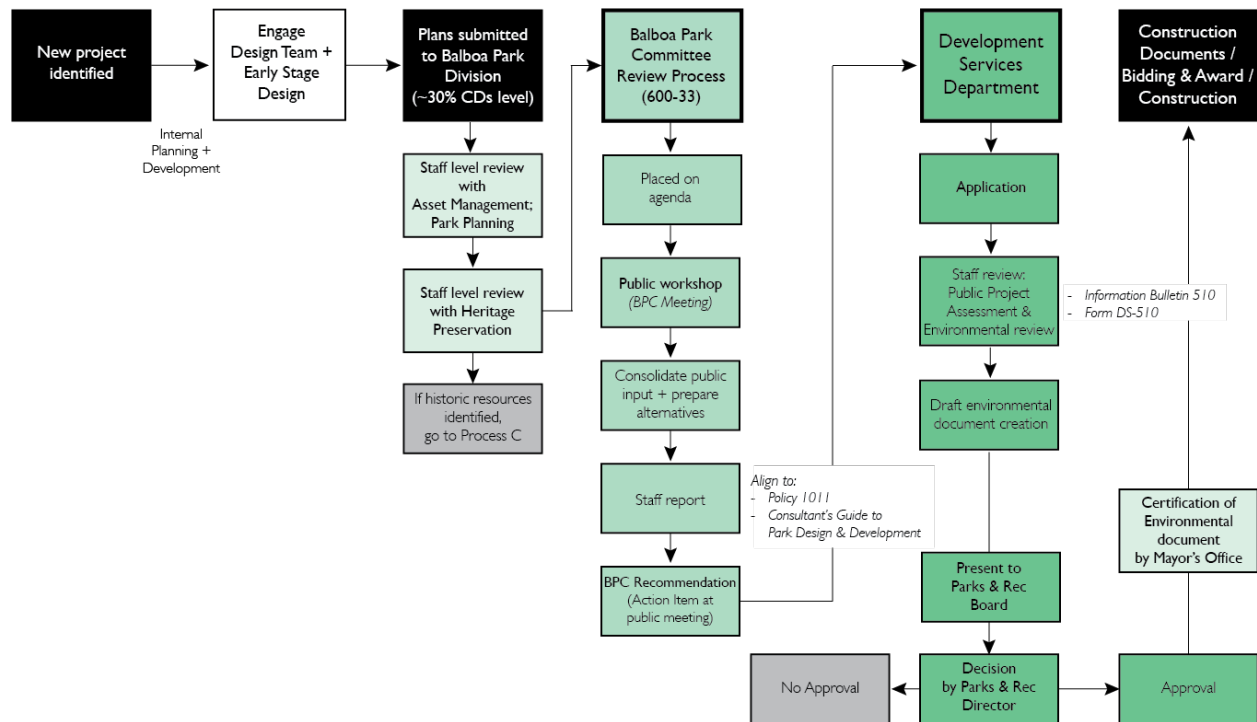 New project
identified
Internal
Planning +
Development
Engage
Design Team +
Early Stage
Design
Plans submitted
to Balboa Park
Division
(~30% CDs level)
Staff level review
with
Asset Management;
Park Planning
Staff level review
with Heritage
Preservation
If historic resources
identified,
go to Process C
Balboa Park
Committee
Review Process
(600-33)
Placed on
agenda
Public workshop
(BPC Meeting)
Consolidate public
input + prepare
alternatives
Staff report
BPC Recommendation
(Action Item at
public meeting)
Align to:
- Policy 1011
- Consultant's Guide to
Park Design & Development
Development
Services
Department
Application
Staff review:
Public Project
Assessment &
Environmental review
- Information Bulletin 510
- Form DS-510
Draft environmental
document creation
Present to
Parks & Rec
Board
Decision
by Parks & Rec
Director
No Approval
Approval
Certification of
Environmental
document
by Mayor's Office
Construction
Documents /
Bidding & Award /
Construction